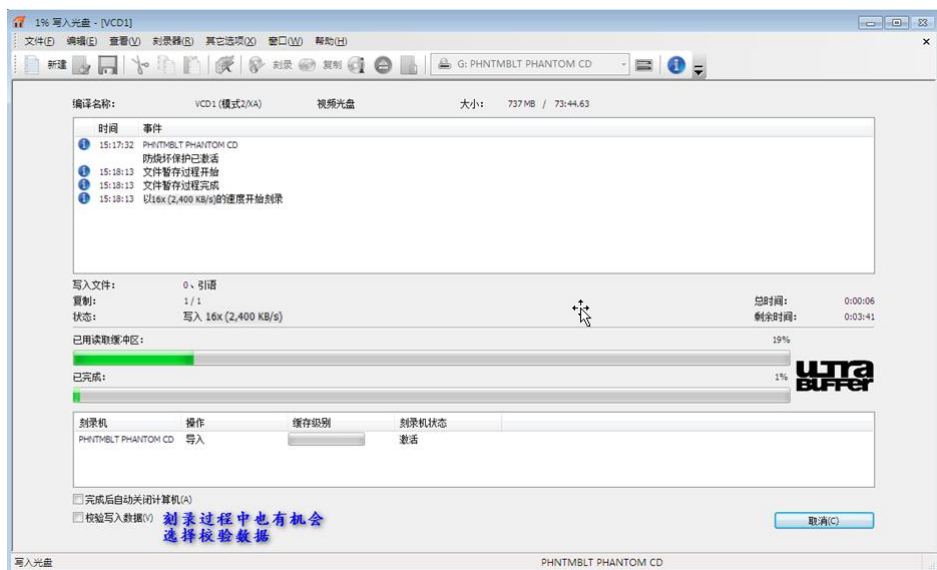 1% 写入光盘 - [VCD1]
文件(F) 编辑(E) 查看(V) 刻录器(R) 其它选项(X) 窗口(W) 帮助(H)
新建 刻录 复制 G: PHNTMBLT PHANTOM CD
编译名称: VCD1 (模式2/XA) 视频光盘 大小: 737 MB / 73:44.63
时间 事件
15:17:32 PHNTMBLT PHANTOM CD
防烧坏保护已激活
15:18:13 文件暂存过程开始
15:18:13 文件暂存过程完成
15:18:13 以16x (2,400 KB/s)的速度开始刻录
写入文件: 0、引语
复制: 1 / 1 总时间: 0:00:06
状态: 写入 16x (2,400 KB/s) 剩余时间: 0:03:41
已用读取缓冲区: 19%
已完成: 1%
ULTRA
BUFFER
刻录机 操作 缓存级别 刻录机状态
PHNTMBLT PHANTOM CD 导入 激活
完成后自动关闭计算机(A)
校验写入数据(V) 刻录过程中也有机会
选择校验数据
取消(C)
写入光盘 PHNTMBLT PHANTOM CD